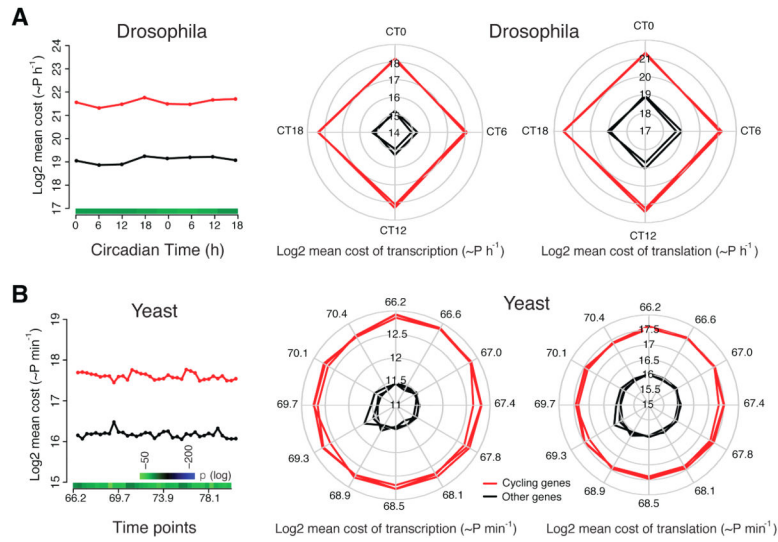 A
Drosophila
Drosophila
Log2 mean cost (~P h⁻¹)
24
23
22
21
20
19
18
17
0 6 12 18 0 6 12 18
Circadian Time (h)
CT0
CT6
CT12
CT18
18
17
16
15
14
Log2 mean cost of transcription (~P h⁻¹)
CT0
CT6
CT12
CT18
21
20
19
18
17
Log2 mean cost of translation (~P h⁻¹)
B
Yeast
Yeast
Log2 mean cost (~P min⁻¹)
19
18
17
16
15
-50
-200
p (log)
66.2 69.7 73.9 78.1
Time points
66.2
66.6
67.0
67.4
67.8
68.1
68.5
68.9
69.3
69.7
70.1
70.4
12.5
12
11.5
11
Log2 mean cost of transcription (~P min⁻¹)
Cycling genes
Other genes
66.2
66.6
67.0
67.4
67.8
68.1
68.5
68.9
69.3
69.7
70.1
70.4
17.5
17
16.5
16
15.5
15
Log2 mean cost of translation (~P min⁻¹)